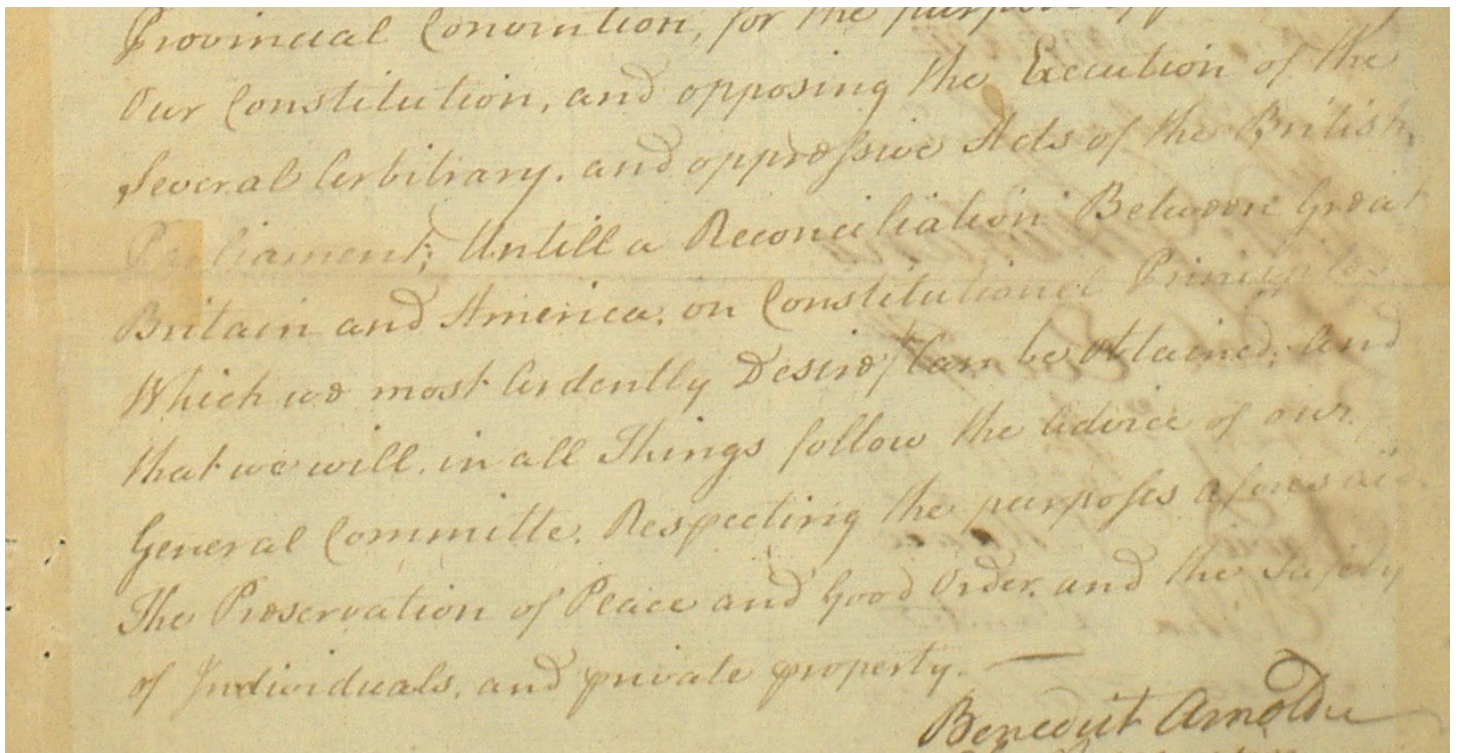 Provincial Convention, for the purpose of
Our Constitution, and opposing the Execution of the
Several Arbitrary, and oppressive Acts of the British
Parliament; Untill a Reconciliation Between Great
Britain and America, on Constitutional Principles
Which we most Ardently Desire, Can be Obtained; And
that we will, in all Things follow the Advice of our
General Committe, Respecting the purposes aforesaid
The Preservation of Peace and Good Order, and the Safety
of Individuals, and private property. —
Benedict Arnold